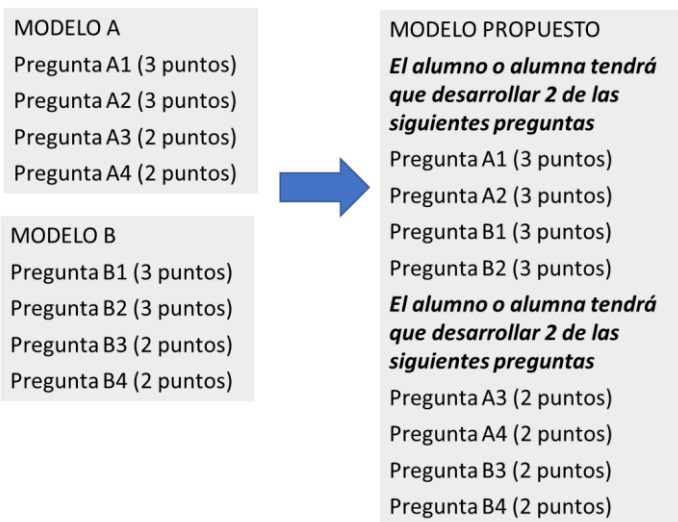 MODELO A
Pregunta A1 (3 puntos)
Pregunta A2 (3 puntos)
Pregunta A3 (2 puntos)
Pregunta A4 (2 puntos)
MODELO B
Pregunta B1 (3 puntos)
Pregunta B2 (3 puntos)
Pregunta B3 (2 puntos)
Pregunta B4 (2 puntos)
MODELO PROPUESTO
El alumno o alumna tendrá
que desarrollar 2 de las
siguientes preguntas
Pregunta A1 (3 puntos)
Pregunta A2 (3 puntos)
Pregunta B1 (3 puntos)
Pregunta B2 (3 puntos)
El alumno o alumna tendrá
que desarrollar 2 de las
siguientes preguntas
Pregunta A3 (2 puntos)
Pregunta A4 (2 puntos)
Pregunta B3 (2 puntos)
Pregunta B4 (2 puntos)